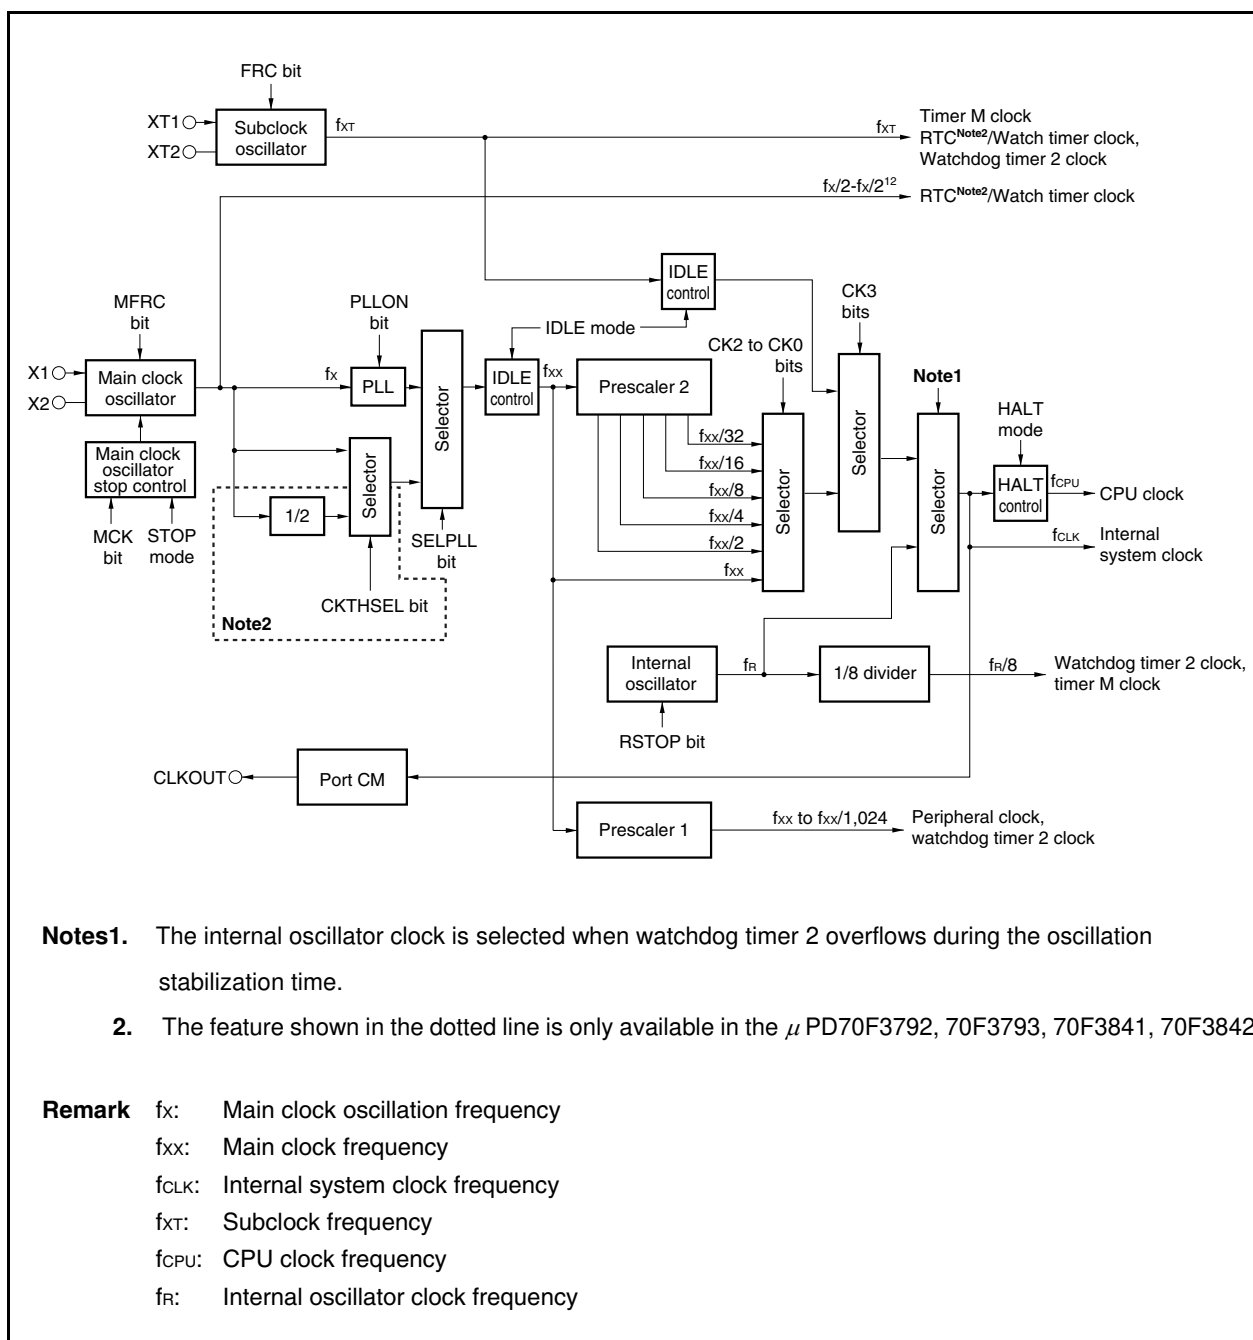 FRC bit
XT1
XT2
Subclock
oscillator
fXT
fXT
Timer M clock
RTCNote2/Watch timer clock,
Watchdog timer 2 clock
fX/2-fX/2^12
RTCNote2/Watch timer clock
MFRC
bit
X1
X2
Main clock
oscillator
Main clock
oscillator
stop control
MCK
bit
STOP
mode
PLLON
bit
fX
PLL
1/2
Selector
CKTHSEL bit
Note2
Selector
SELPLL
bit
IDLE mode
IDLE
control
fXX
IDLE
control
Prescaler 2
CK2 to CK0
bits
fXX/32
fXX/16
fXX/8
fXX/4
fXX/2
fXX
Selector
CK3
bits
Selector
Note1
Selector
HALT
mode
HALT
control
fCPU
CPU clock
fCLK
Internal
system clock
Internal
oscillator
RSTOP bit
fR
1/8 divider
fR/8
Watchdog timer 2 clock,
timer M clock
CLKOUT
Port CM
Prescaler 1
fXX to fXX/1,024
Peripheral clock,
watchdog timer 2 clock
Notes1. The internal oscillator clock is selected when watchdog timer 2 overflows during the oscillation
stabilization time.
2. The feature shown in the dotted line is only available in the μ PD70F3792, 70F3793, 70F3841, 70F3842
Remark fX: Main clock oscillation frequency
fXX: Main clock frequency
fCLK: Internal system clock frequency
fXT: Subclock frequency
fCPU: CPU clock frequency
fR: Internal oscillator clock frequency